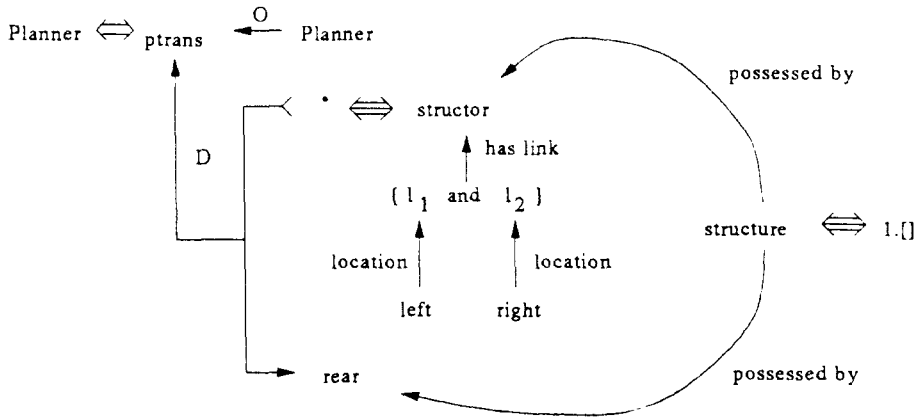 O
Planner ptrans Planner
possessed by
• structor
has link
D
{ l1 and l2 }
structure 1.[]
location location
left right
rear possessed by